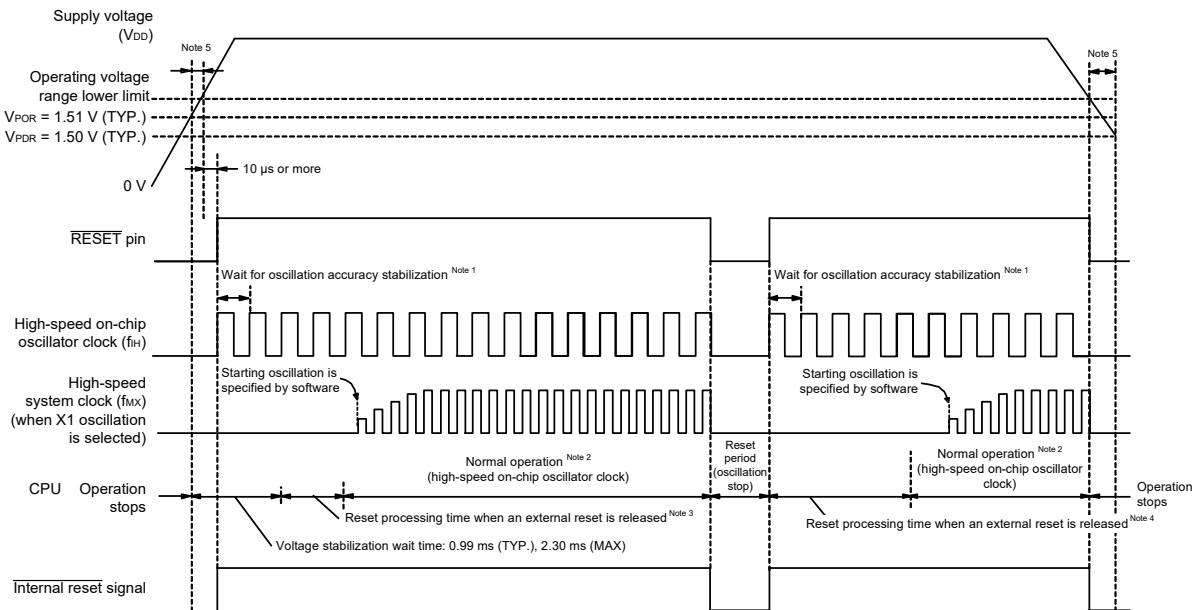 Supply voltage
(VDD)
Note 5
Note 5
Operating voltage
range lower limit
VPOR = 1.51 V (TYP.)
VPDR = 1.50 V (TYP.)
10 µs or more
0 V
RESET pin
Wait for oscillation accuracy stabilization Note 1
Wait for oscillation accuracy stabilization Note 1
High-speed on-chip
oscillator clock (fIH)
Starting oscillation is
specified by software
Starting oscillation is
specified by software
High-speed
system clock (fMX)
(when X1 oscillation
is selected)
Normal operation Note 2
(high-speed on-chip oscillator clock)
Reset
period
(oscillation
stop)
Normal operation Note 2
(high-speed on-chip oscillator
clock)
CPU
Operation
stops
Operation
stops
Reset processing time when an external reset is released Note 3
Reset processing time when an external reset is released Note 4
Voltage stabilization wait time: 0.99 ms (TYP.), 2.30 ms (MAX)
Internal reset signal